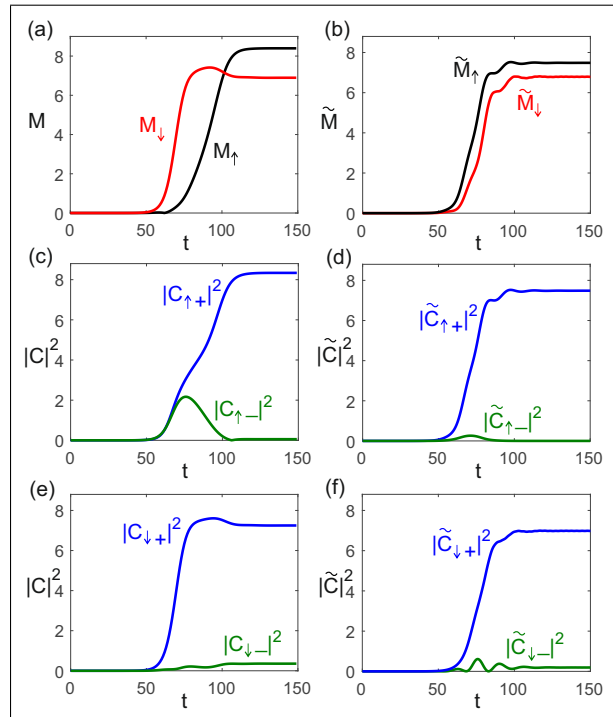 (a) (b)
8 8
6 6
M 4 M̃ 4
2 2
0 0
M↓ M↑ M̃↑ M̃↓
0 50 100 150 0 50 100 150
t t
(c) (d)
8 8
6 6
|C|² 4 |C̃|² 4
2 2
0 0
|C↑+|² |C̃↑+|²
|C↑–|² |C̃↑–|²
0 50 100 150 0 50 100 150
t t
(e) (f)
8 8
6 6
|C|² 4 |C̃|² 4
2 2
0 0
|C↓+|² |C̃↓+|²
|C↓–|² |C̃↓–|²
0 50 100 150 0 50 100 150
t t